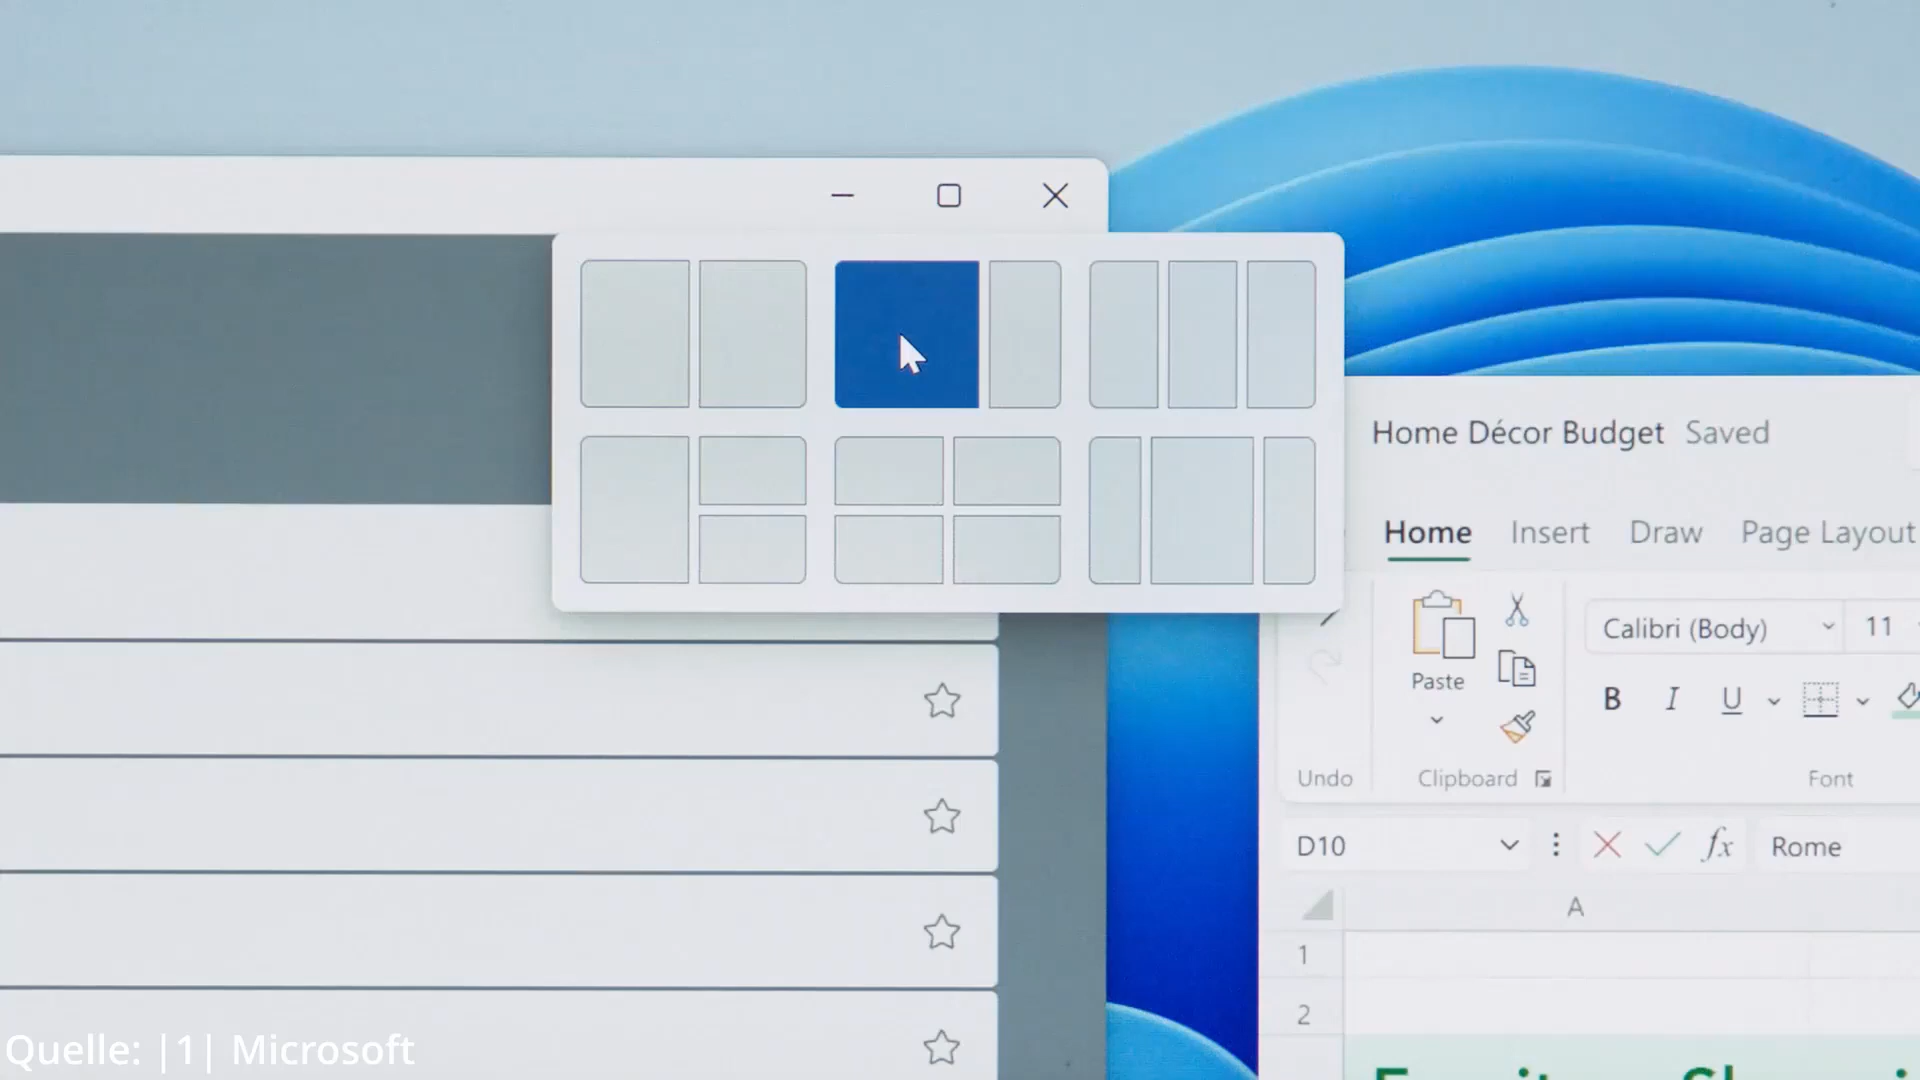 Home Décor Budget Saved
Home Insert Draw Page Layout
Calibri (Body) 11
Paste
B I U
Undo Clipboard Font
D10 fx Rome
A
1
2
Quelle: |1| Microsoft